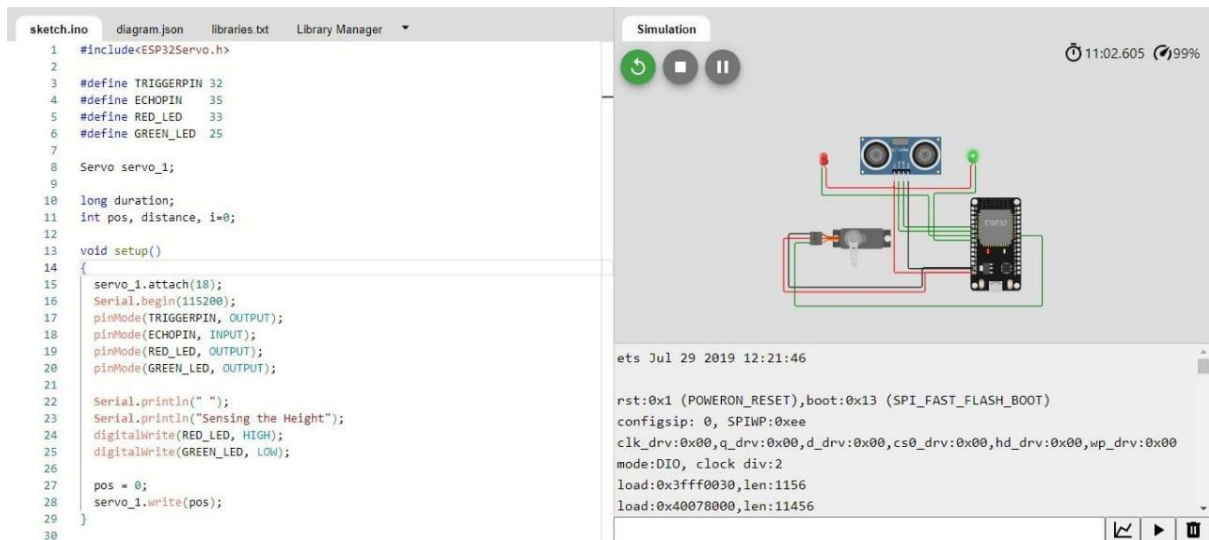 sketch.ino diagram.json libraries.txt Library Manager
1 #include<ESP32Servo.h>
2
3 #define TRIGGERPIN 32
4 #define ECHOPIN 35
5 #define RED_LED 33
6 #define GREEN_LED 25
7
8 Servo servo_1;
9
10 long duration;
11 int pos, distance, i=0;
12
13 void setup()
14 {
15 servo_1.attach(18);
16 Serial.begin(115200);
17 pinMode(TRIGGERPIN, OUTPUT);
18 pinMode(ECHOPIN, INPUT);
19 pinMode(RED_LED, OUTPUT);
20 pinMode(GREEN_LED, OUTPUT);
21
22 Serial.println(" ");
23 Serial.println("Sensing the Height");
24 digitalWrite(RED_LED, HIGH);
25 digitalWrite(GREEN_LED, LOW);
26
27 pos = 0;
28 servo_1.write(pos);
29 }
30
Simulation
11:02.605 99%
ESP32
ets Jul 29 2019 12:21:46
rst:0x1 (POWERON_RESET),boot:0x13 (SPI_FAST_FLASH_BOOT)
configsip: 0, SPIWP:0xee
clk_drv:0x00,q_drv:0x00,d_drv:0x00,cs0_drv:0x00,hd_drv:0x00,wp_drv:0x00
mode:DIO, clock div:2
load:0x3fff0030,len:1156
load:0x40078000,len:11456